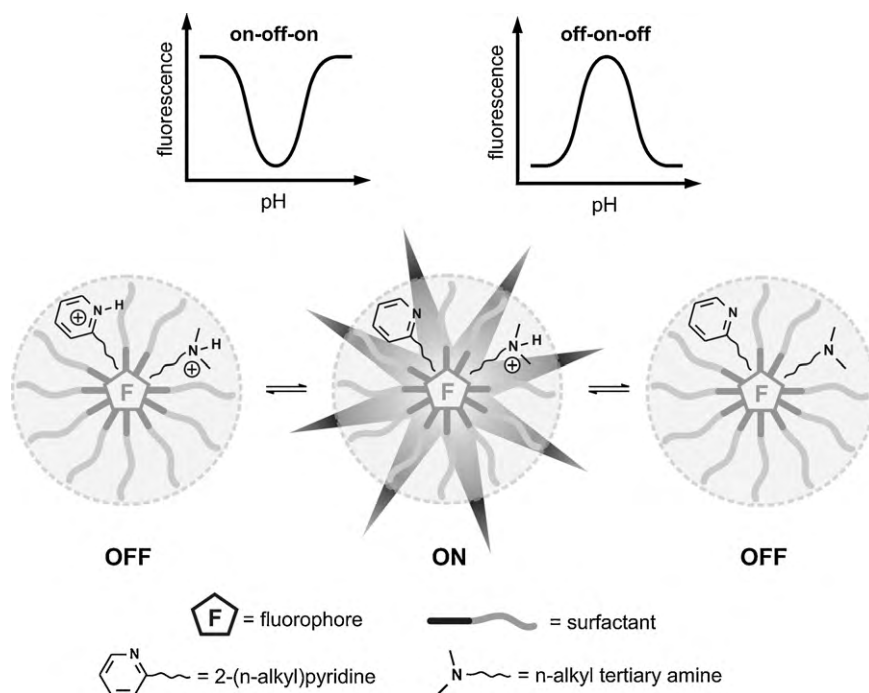 on-off-on
fluorescence
pH
off-on-off
fluorescence
pH
N-H
⊕
N-H
⊕
F
N
N-H
⊕
F
N
N
F
OFF
ON
OFF
F = fluorophore
= surfactant
N = 2-(n-alkyl)pyridine
N = n-alkyl tertiary amine